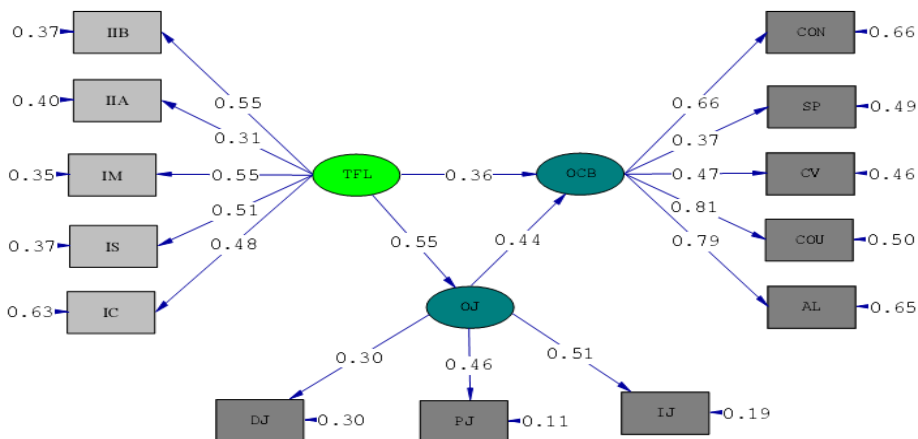 0.37 IIB
0.55
0.40 IIA
0.31
0.35 IM
0.55
0.37 IS
0.51
0.63 IC
0.48
TFL
0.36
OCB
0.55
0.44
OJ
0.66 CON 0.66
0.37 SP 0.49
0.47 CV 0.46
0.81 COU 0.50
0.79 AL 0.65
0.30 0.46 0.51
DJ 0.30
PJ 0.11
IJ 0.19